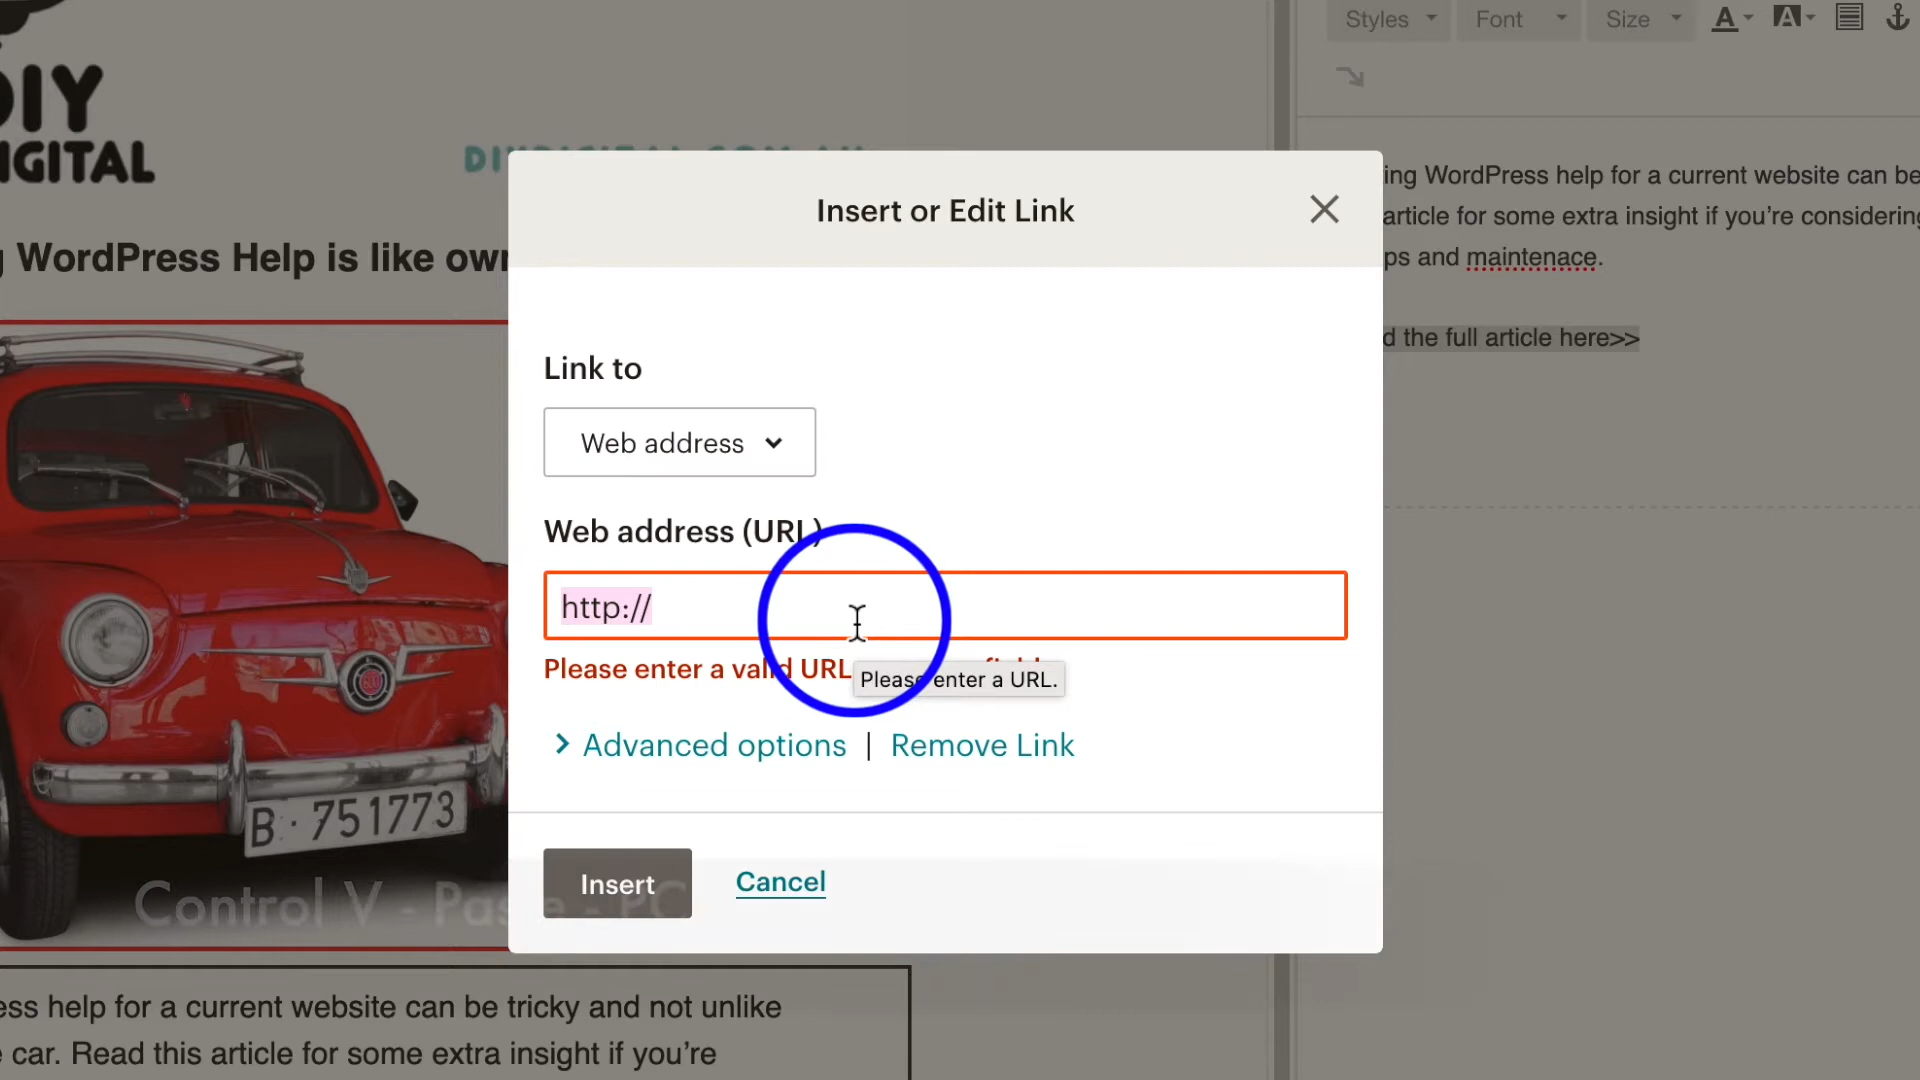 Styles Font Size A A
DIY
DIGITAL
WordPress Help is like
ing WordPress help for a current website can be
article for some extra insight if you’re considering
ps and maintenace.
d the full article here>>
Insert or Edit Link
Link to
Web address
Web address (URL)
http://
Please enter a valid URL
Please enter a URL.
Advanced options | Remove Link
Insert Cancel
B·751773
Control V - Paste - PC
ess help for a current website can be tricky and not unlike
car. Read this article for some extra insight if you’re